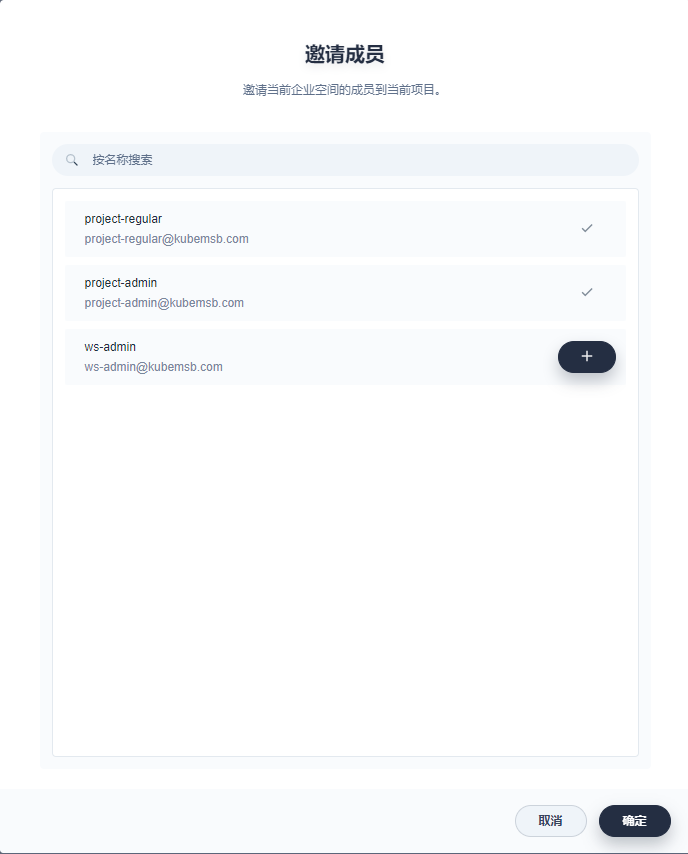 邀请成员
邀请当前企业空间的成员到当前项目。
按名称搜索
project-regular
project-regular@kubemsb.com
project-admin
project-admin@kubemsb.com
ws-admin
ws-admin@kubemsb.com
取消
确定